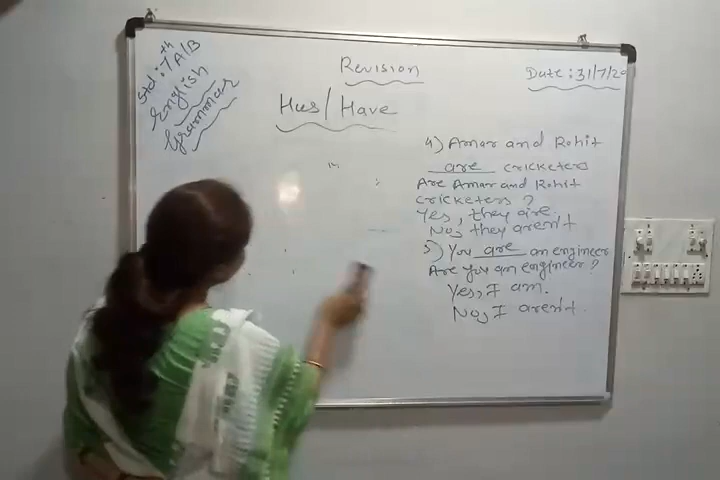 Std : 7th A/B
English
Grammar
Revision
Date : 31/7/20
Has / Have
4) Amar and Rohit
are cricketers
Are Amar and Rohit
cricketers ?
Yes, they are
No, they aren't
5) You are an engineer
Are you an engineer ?
Yes, I am.
No, I aren't.